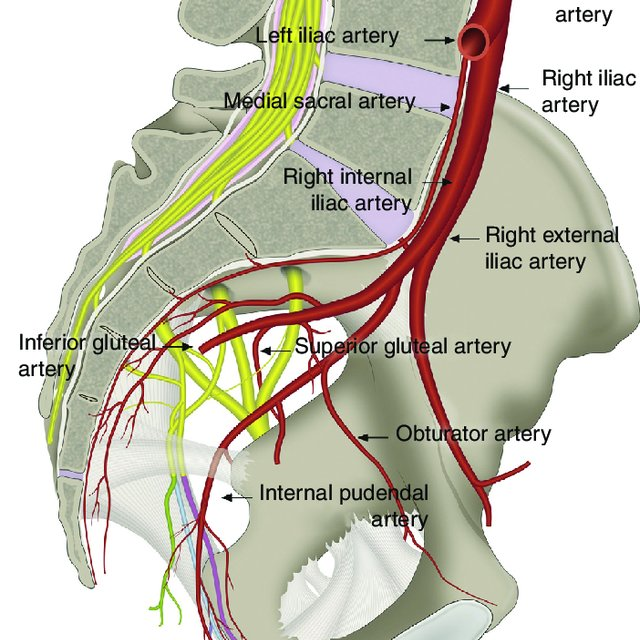 artery
Left iliac artery
Right iliac
artery
Medial sacral artery
Right internal
iliac artery
Right external
iliac artery
Inferior gluteal
artery
Superior gluteal artery
Obturator artery
Internal pudendal
artery